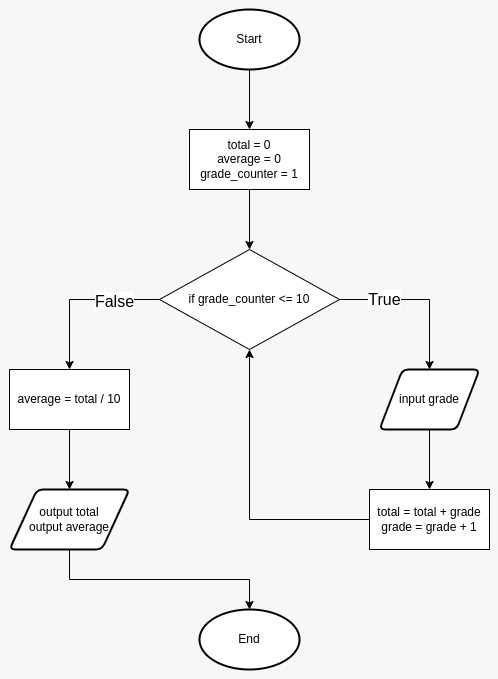 Start
total = 0
average = 0
grade_counter = 1
if grade_counter <= 10
False
True
average = total / 10
input grade
output total
output average
total = total + grade
grade = grade + 1
End